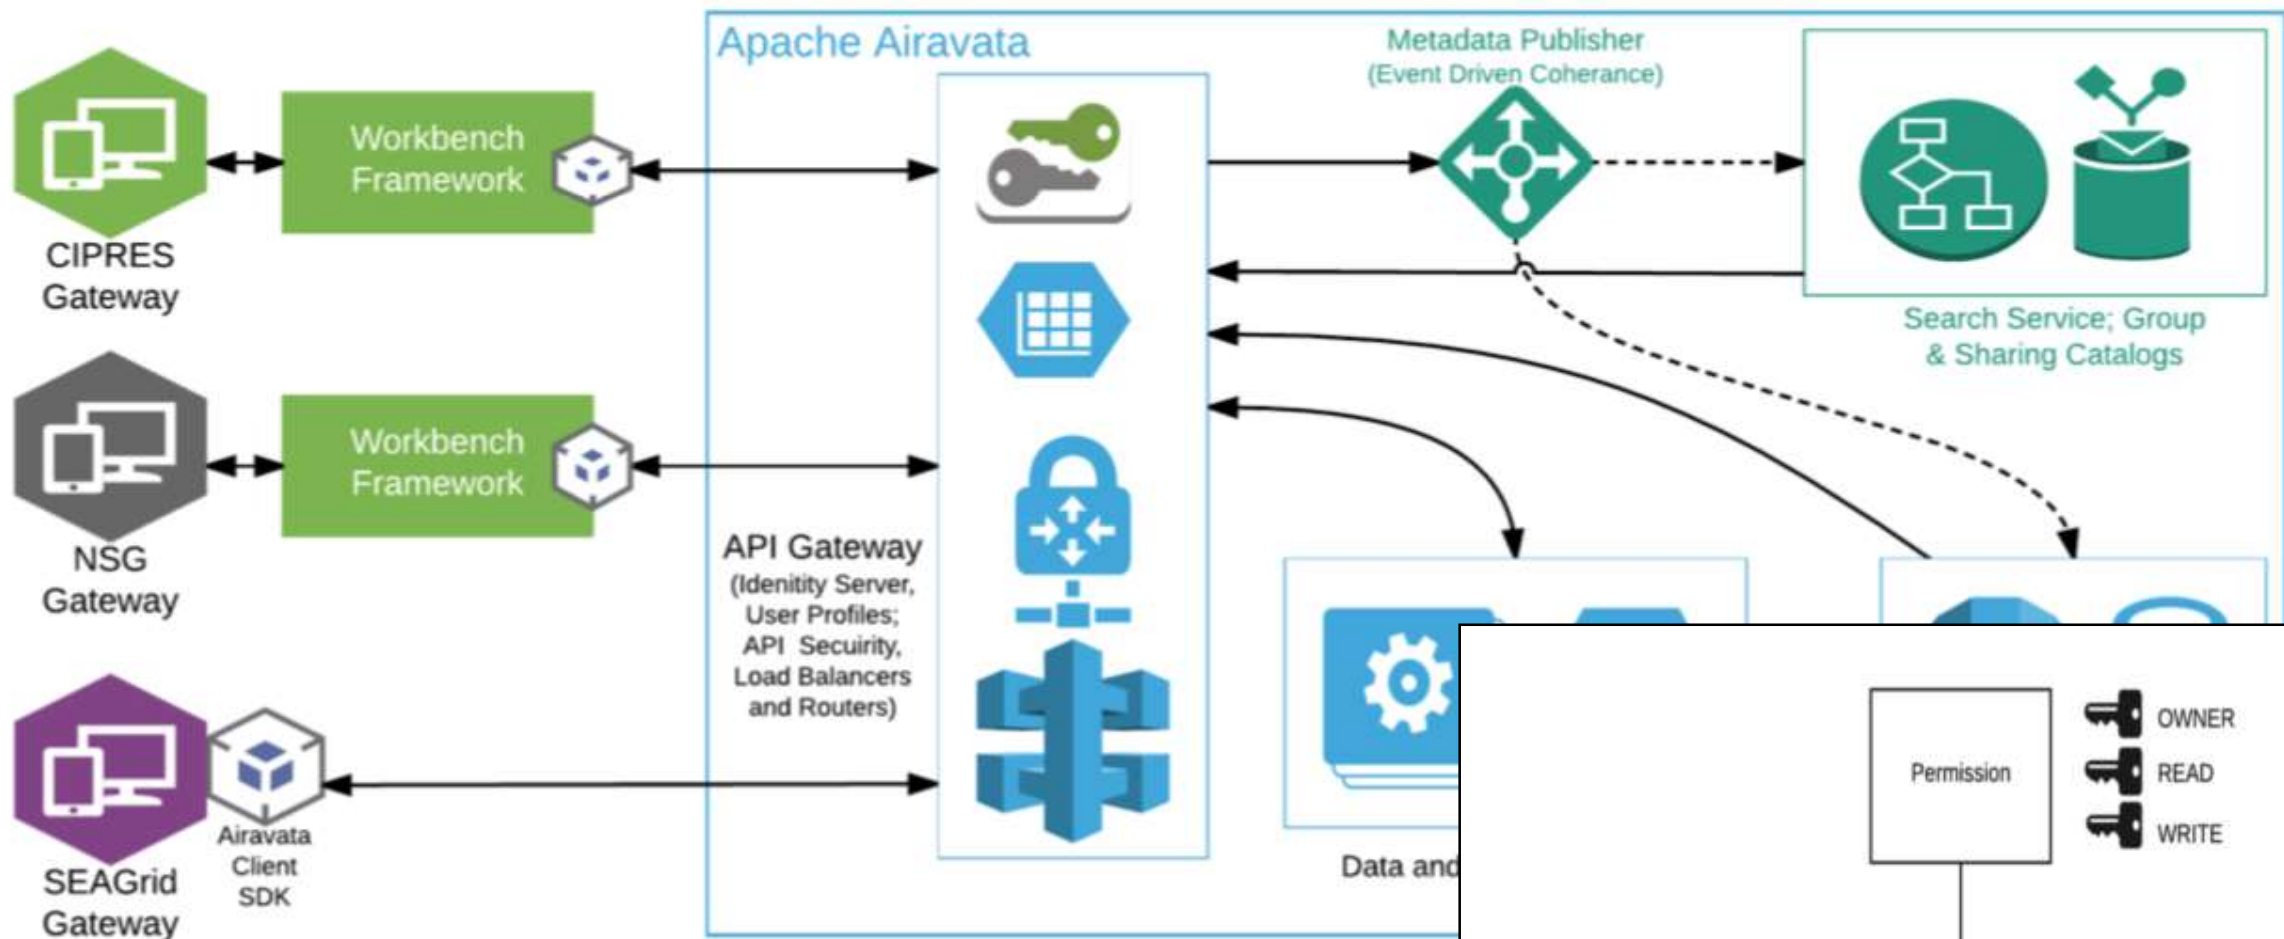 Apache Airavata
Metadata Publisher
(Event Driven Coherance)
Workbench
Framework
CIPRES
Gateway
Search Service; Group
& Sharing Catalogs
Workbench
Framework
NSG
Gateway
API Gateway
(Idenitity Server,
User Profiles;
API Secuirity,
Load Balancers
and Routers)
Airavata
Client
SDK
SEAGrid
Gateway
Data and
Permission
OWNER
READ
WRITE